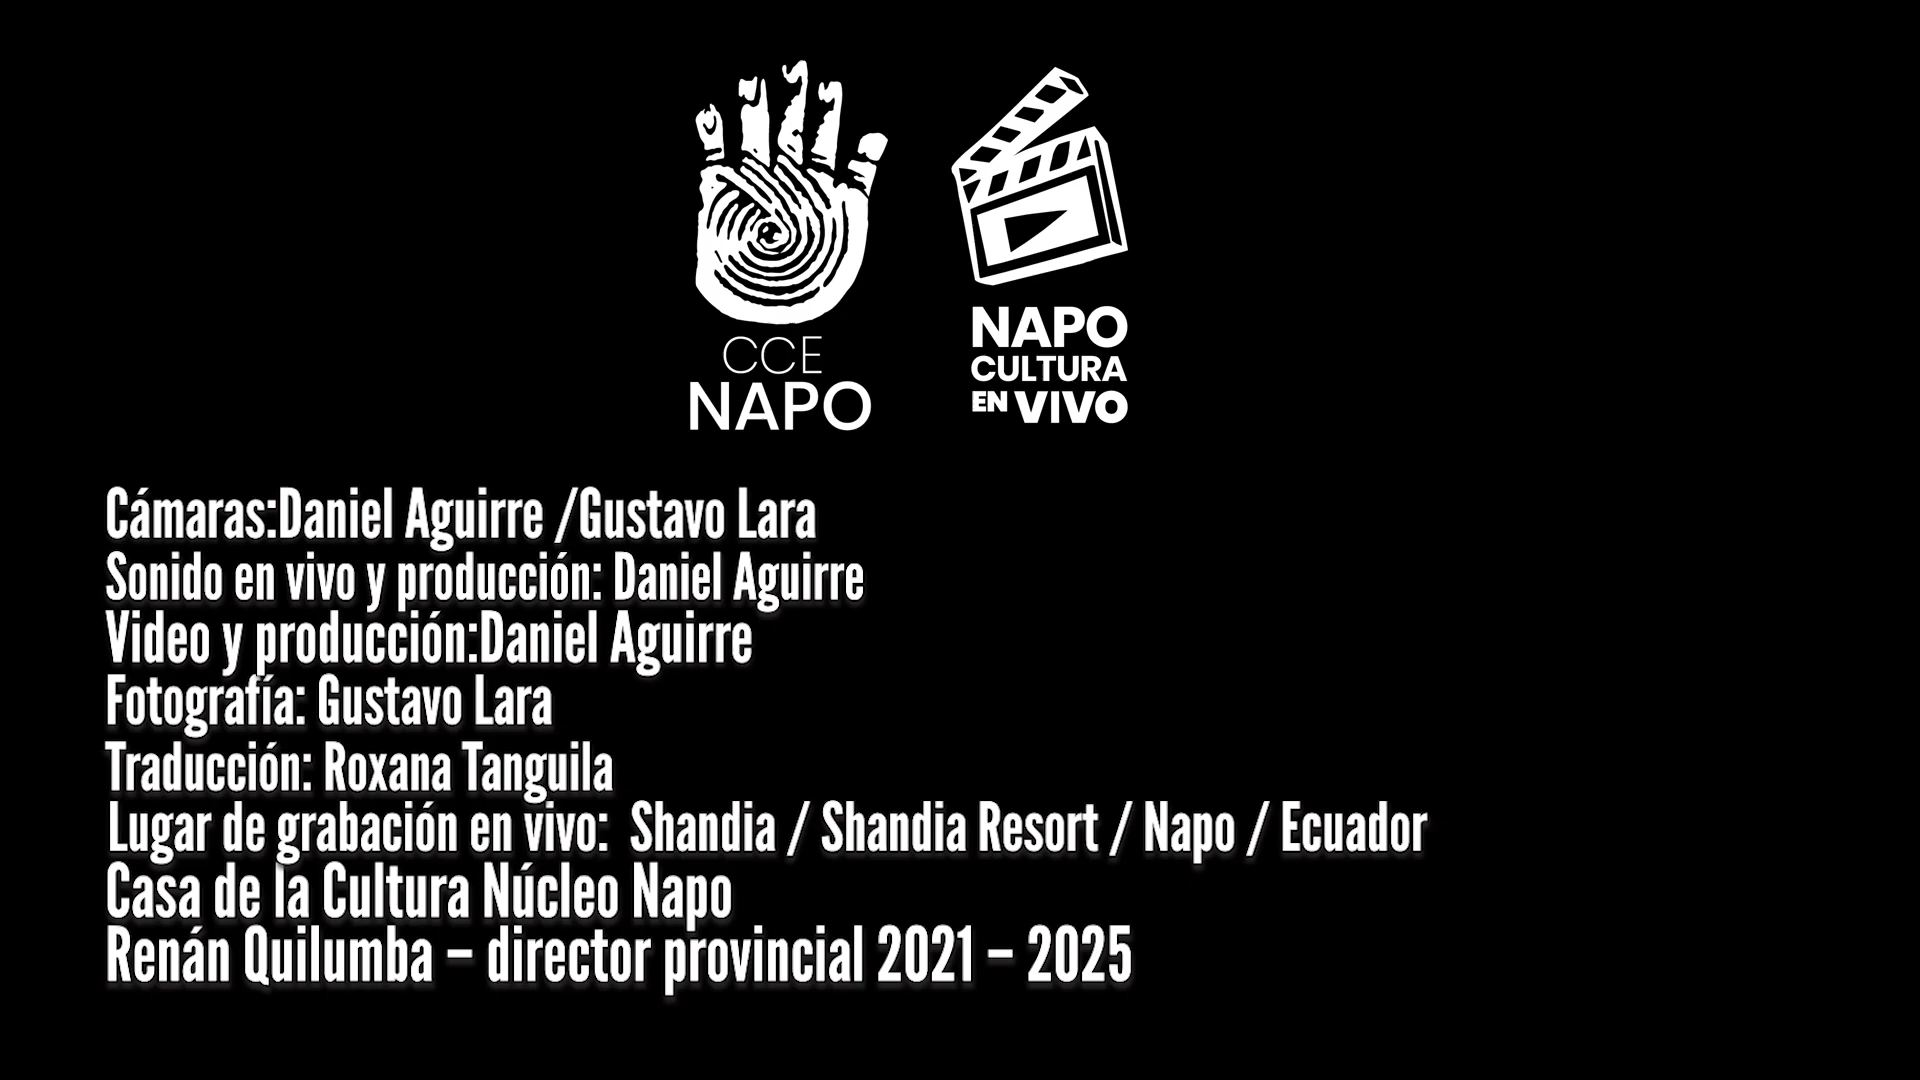 CCE
NAPO
NAPO
CULTURA
EN VIVO
Cámaras:Daniel Aguirre /Gustavo Lara
Sonido en vivo y producción: Daniel Aguirre
Video y producción:Daniel Aguirre
Fotografía: Gustavo Lara
Traducción: Roxana Tanguila
Lugar de grabación en vivo:  Shandia / Shandia Resort / Napo / Ecuador
Casa de la Cultura Núcleo Napo
Renán Quilumba – director provincial 2021 – 2025